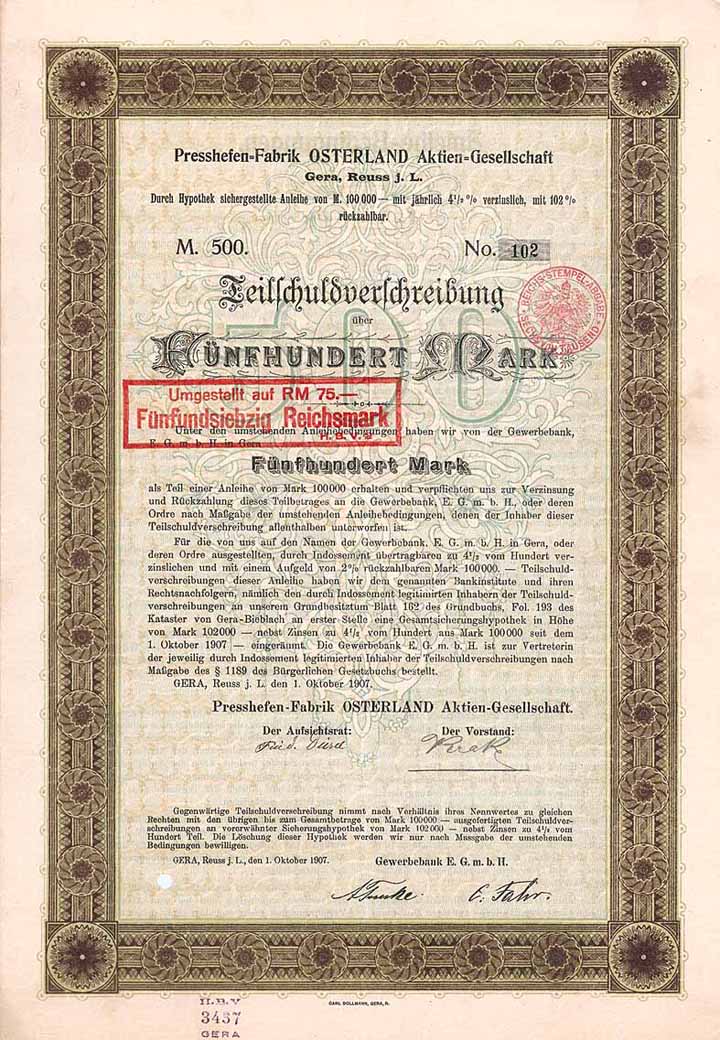 Presshefen=Fabrik OSTERLAND Aktien=Gesellschaft
Gera, Reuss j. L.
Durch Hypothek sichergestellte Anleihe von M. 100 000 — mit jährlich 4½ % verzinslich, mit 102 %
rückzahlbar.
M. 500. No. 102
Teilschuldverschreibung
REICHS-STEMPEL-ABGABE
SECHS VOM TAUSEND
über
500
FÜNFHUNDERT MARK
Umgestellt auf RM 75.—
Fünfundsiebzig Reichsmark
H. B. V. G
Unter den umstehenden Anleihebedingungen haben wir von der Gewerbebank,
E. G. m. b. H. in Gera
Fünfhundert Mark
als Teil einer Anleihe von Mark 100000 erhalten und verpflichten uns zur Verzinsung
und Rückzahlung dieses Teilbetrages an die Gewerbebank, E. G. m. b. H., oder deren
Ordre nach Maßgabe der umstehenden Anleihebedingungen, denen der Inhaber dieser
Teilschuldverschreibung allenthalben unterworfen ist.
Für die von uns auf den Namen der Gewerbebank, E. G. m. b. H. in Gera, oder
deren Ordre ausgestellten, durch Indossement übertragbaren zu 4½ vom Hundert ver-
zinslichen und mit einem Aufgeld von 2% rückzahlbaren Mark 100000. — Teilschuld-
verschreibungen dieser Anleihe haben wir dem genannten Bankinstitute und ihren
Rechtsnachfolgern, nämlich den durch Indossement legitimirten Inhabern der Teilschuld-
verschreibungen an unserem Grundbesitztum Blatt 162 des Grundbuchs, Fol. 193 des
Kataster von Gera-Bieblach an erster Stelle eine Gesamtsicherungshypothek in Höhe
von Mark 102000 — nebst Zinsen zu 4½ vom Hundert aus Mark 100000 seit dem
1. Oktober 1907 — eingeräumt. Die Gewerbebank E. G. m. b. H. ist zur Vertreterin
der jeweilig durch Indossement legitimierten Inhaber der Teilschuldverschreibungen nach
Maßgabe des § 1189 des Bürgerlichen Gesetzbuchs bestellt.
GERA, Reuss j. L. den 1. Oktober 1907.
Presshefen-Fabrik OSTERLAND Aktien-Gesellschaft.
Der Aufsichtsrat: Der Vorstand:
Gegenwärtige Teilschuldverschreibung nimmt nach Verhältnis ihres Nennwertes zu gleichen
Rechten mit den übrigen bis zum Gesamtbetrage von Mark 100000 — ausgefertigten Teilschuldver-
schreibungen an vorerwähnter Sicherungshypothek von Mark 102 000 — nebst Zinsen zu 4½ vom
Hundert Teil. Die Löschung dieser Hypothek werden wir nur nach Massgabe der umstehenden
Bedingungen bewilligen.
GERA, Reuss j. L., den 1. Oktober 1907. Gewerbebank E. G. m. b. H.
CARL DOLLMANN, GERA, R.
H.B.V
3457
GERA